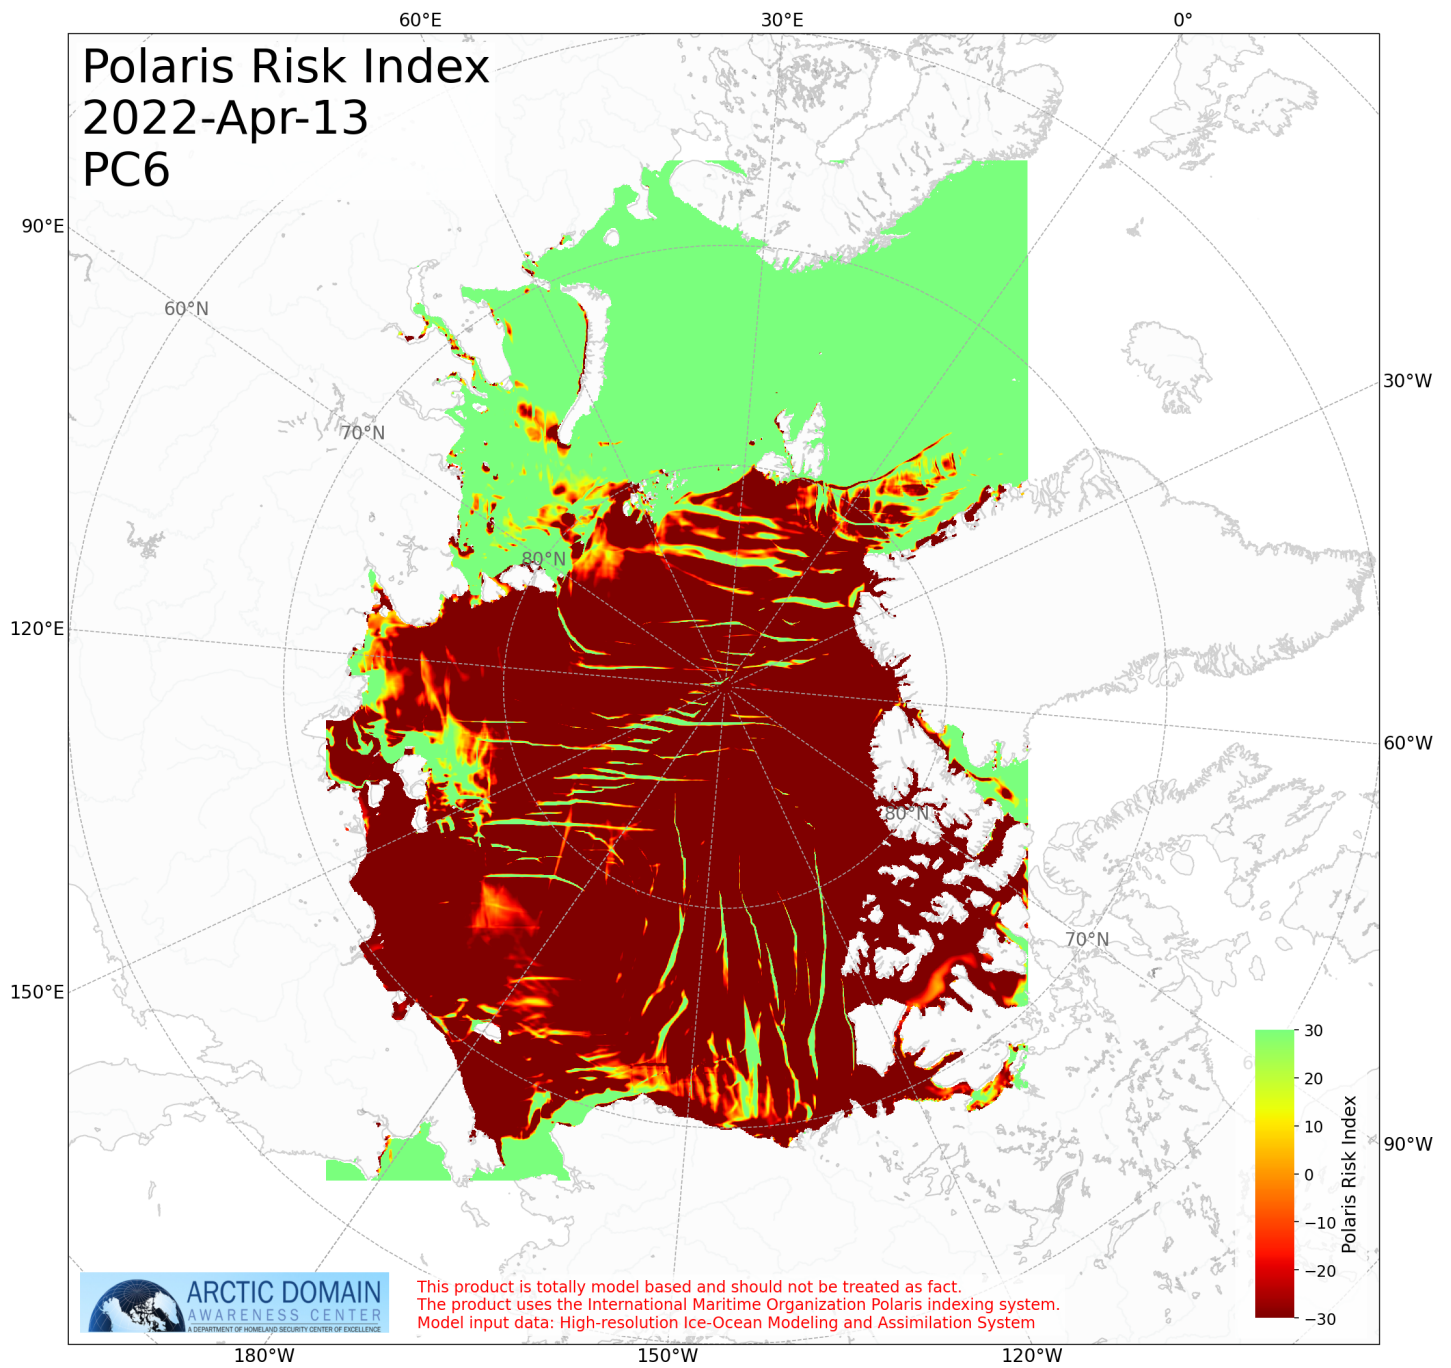 60°E 30°E 0°
Polaris Risk Index
2022-Apr-13
PC6
90°E
60°N
30°W
70°N
80°N
120°E
60°W
80°N
70°N
150°E
30
20
10
0
−10
−20
−30
Polaris Risk Index
90°W
ARCTIC DOMAIN
AWARENESS CENTER
A DEPARTMENT OF HOMELAND SECURITY CENTER OF EXCELLENCE
This product is totally model based and should not be treated as fact.
The product uses the International Maritime Organization Polaris indexing system.
Model input data: High-resolution Ice-Ocean Modeling and Assimilation System
180°W 150°W 120°W